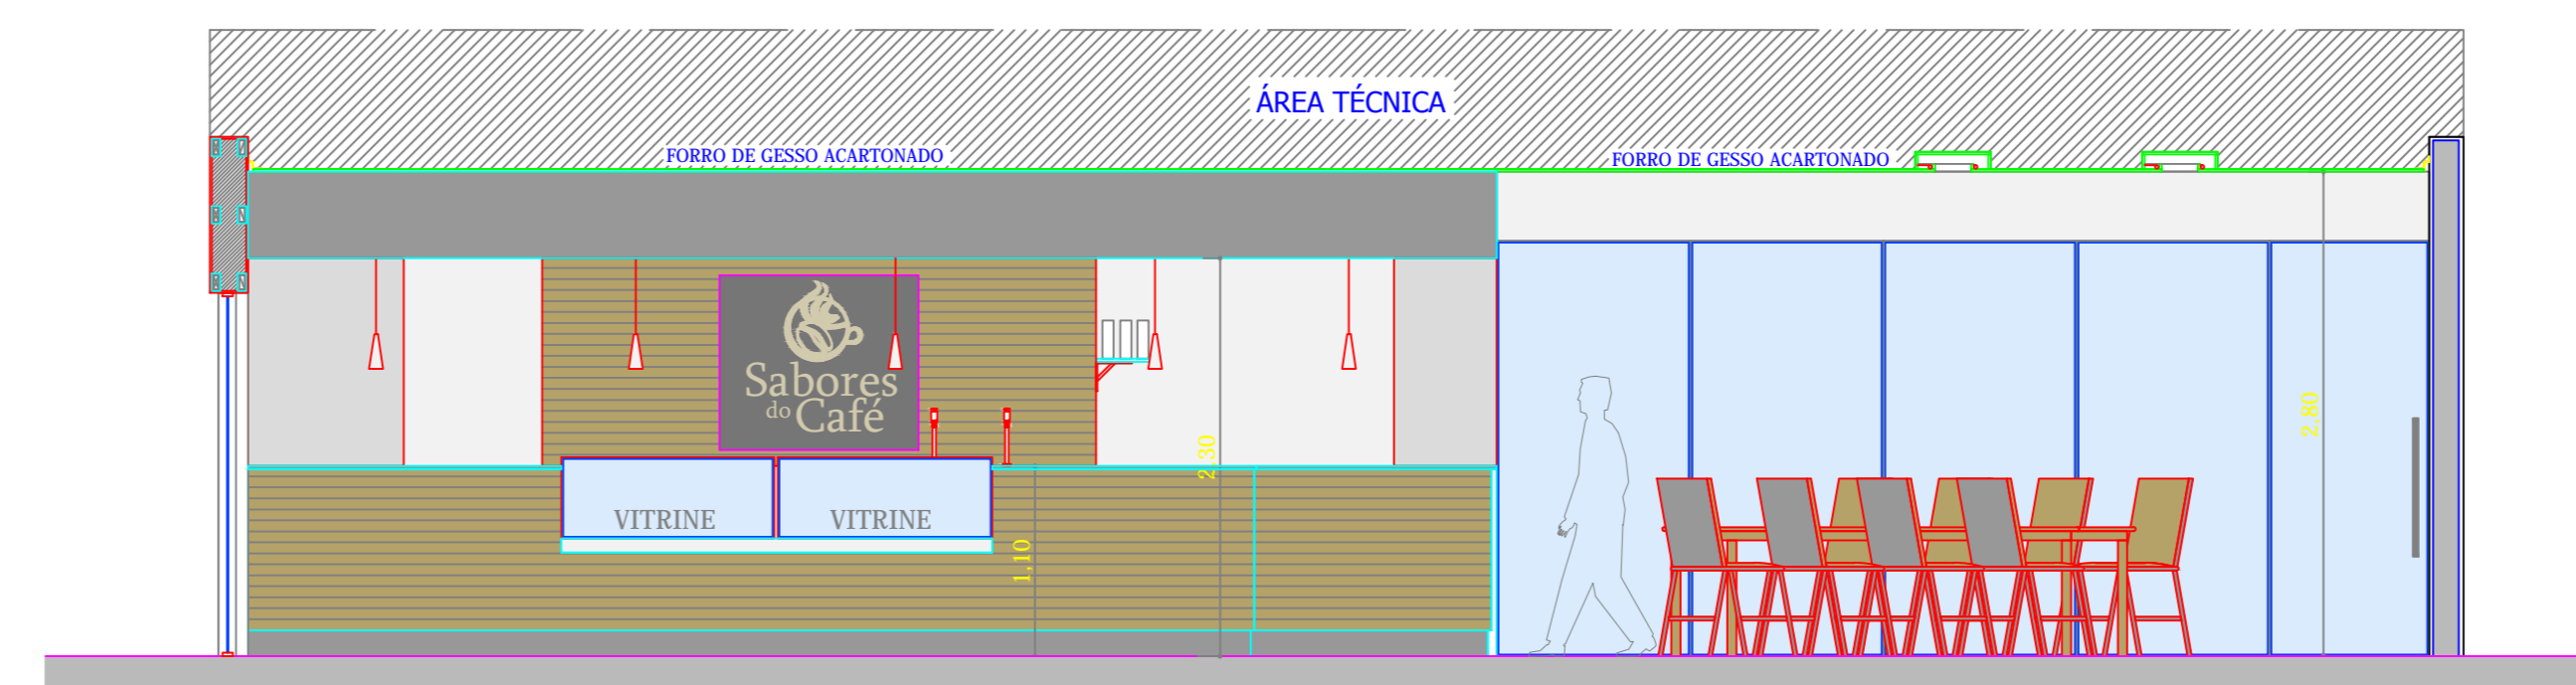 ÁREA TÉCNICA
FORRO DE GESSO ACARTONADO
FORRO DE GESSO ACARTONADO
Sabores
do Café
2,30
2,80
VITRINE
VITRINE
1,10